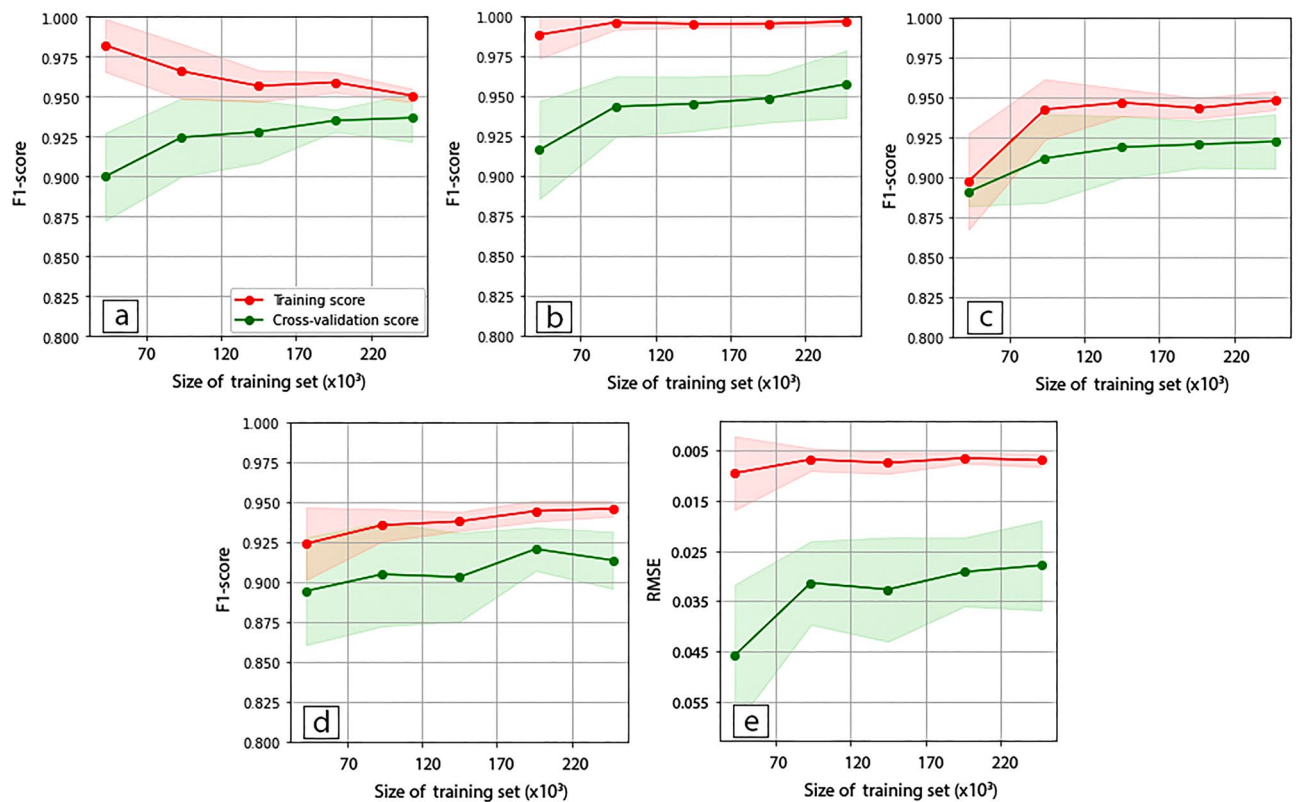 1.000
0.975
0.950
0.925
0.900
0.875
0.850
0.825
0.800
F1-score
a
Training score
Cross-validation score
70 120 170 220
Size of training set (x10³)
1.000
0.975
0.950
0.925
0.900
0.875
0.850
0.825
0.800
F1-score
b
70 120 170 220
Size of training set (x10³)
1.000
0.975
0.950
0.925
0.900
0.875
0.850
0.825
0.800
F1-score
c
70 120 170 220
Size of training set (x10³)
1.000
0.975
0.950
0.925
0.900
0.875
0.850
0.825
0.800
F1-score
d
70 120 170 220
Size of training set (x10³)
0.005
0.015
0.025
0.035
0.045
0.055
RMSE
e
70 120 170 220
Size of training set (x10³)